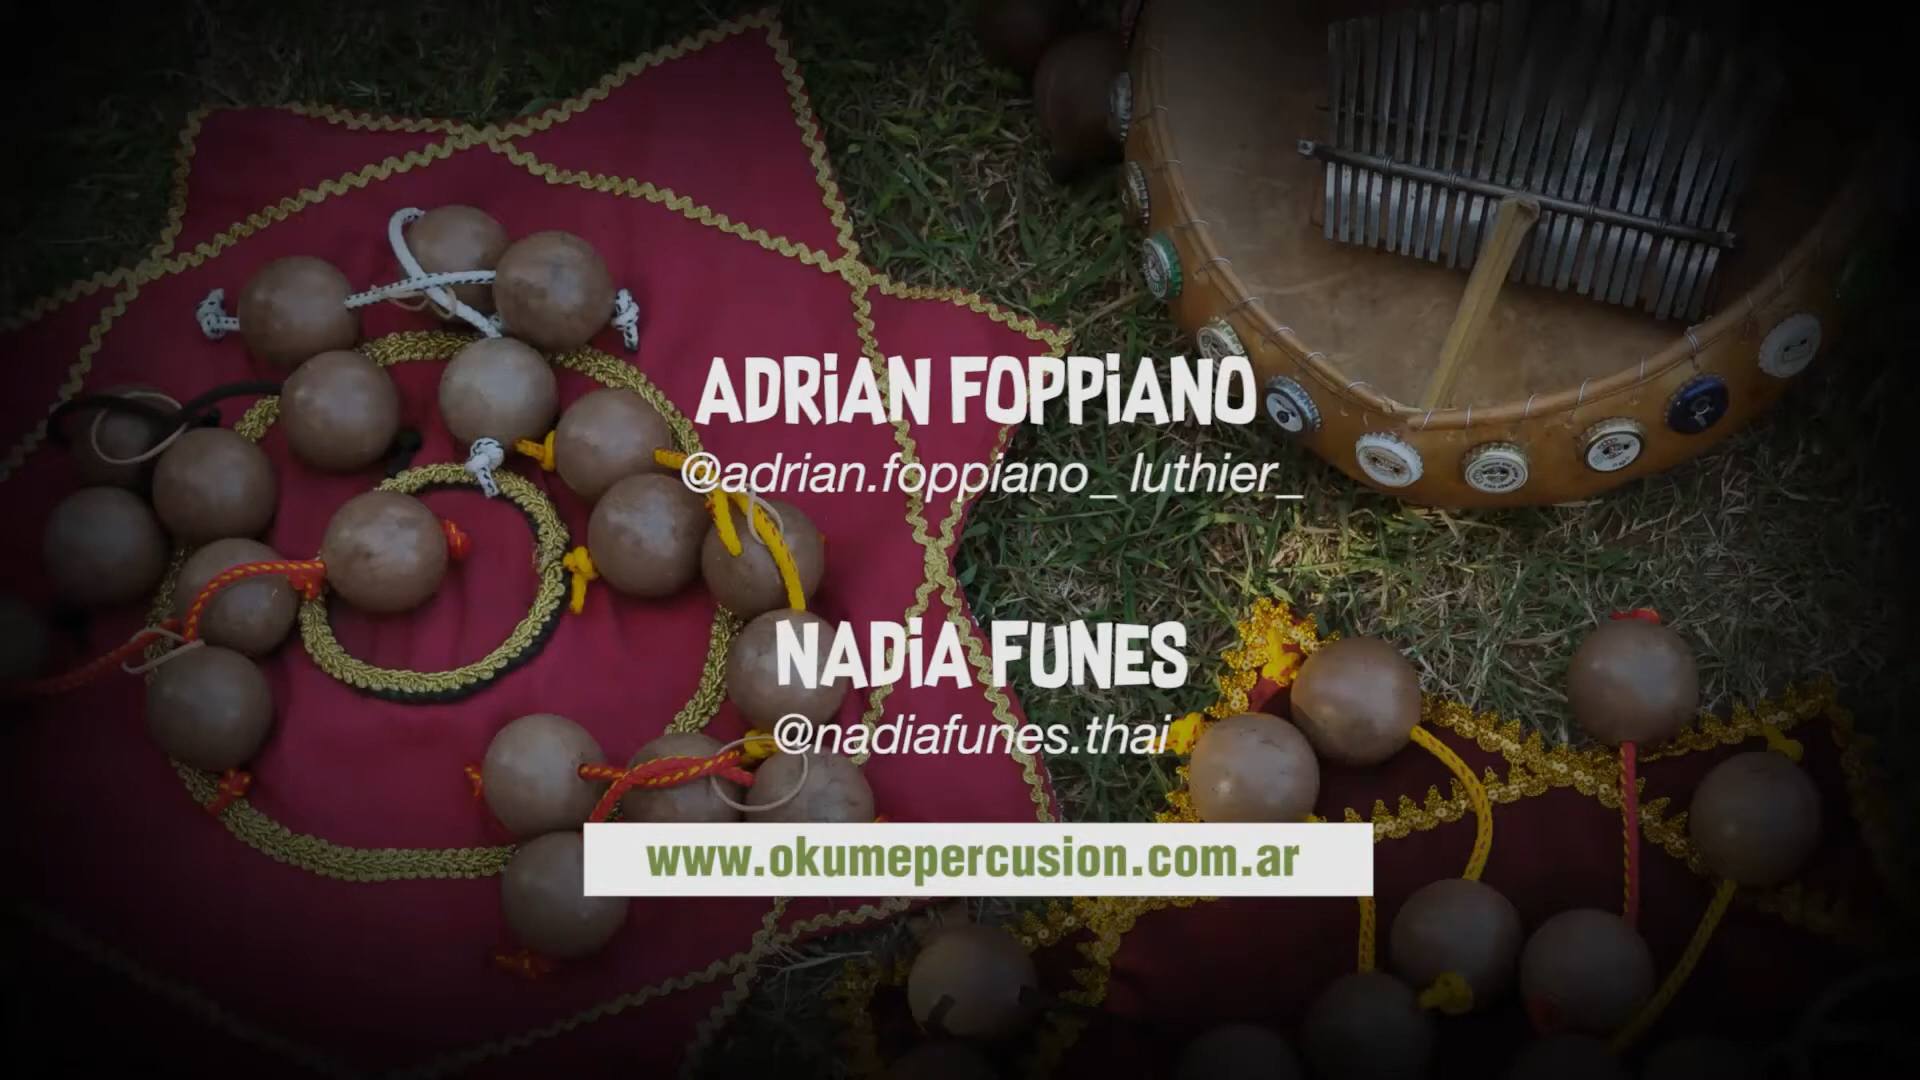 ADRiAN FOPPiANO
@adrian.foppiano_ luthier_
NADiA FUNES
@nadiafunes.thai
www.okumepercusion.com.ar